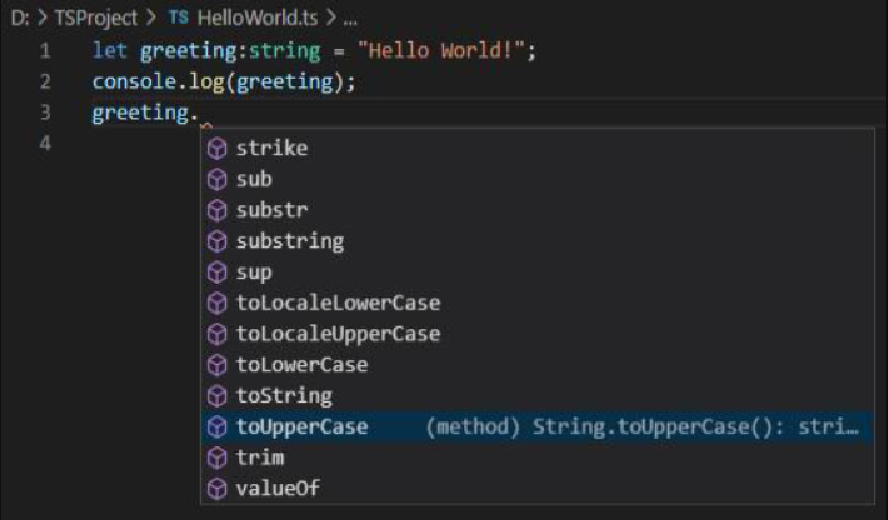 D: > TSProject > TS HelloWorld.ts > ...
1 let greeting:string = "Hello World!";
2 console.log(greeting);
3 greeting.
4
strike
sub
substr
substring
sup
toLocaleLowerCase
toLocaleUpperCase
toLowerCase
toString
toUpperCase (method) String.toUpperCase(): stri…
trim
valueOf